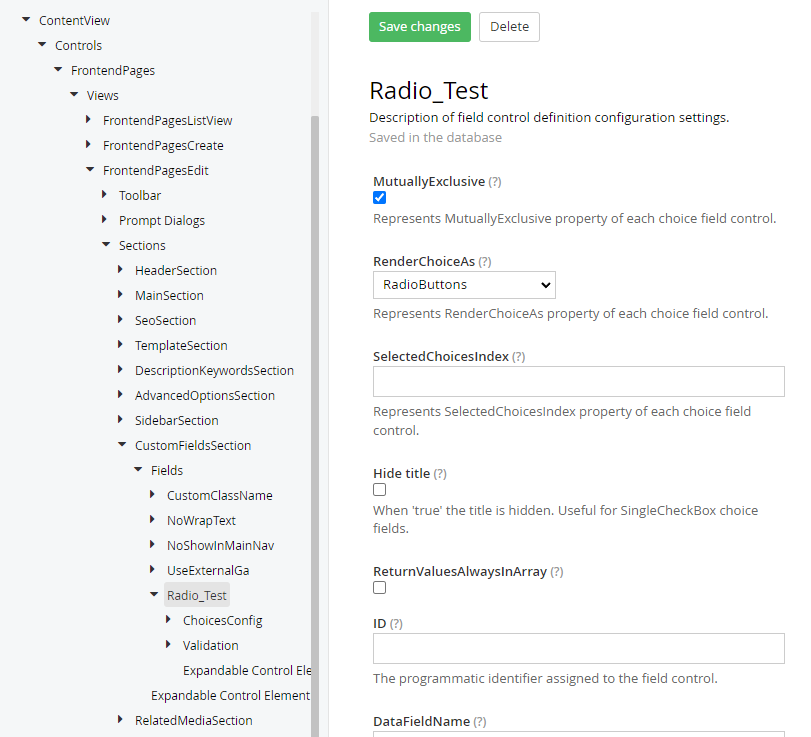 ContentView
Controls
FrontendPages
Views
FrontendPagesListView
FrontendPagesCreate
FrontendPagesEdit
Toolbar
Prompt Dialogs
Sections
HeaderSection
MainSection
SeoSection
TemplateSection
DescriptionKeywordsSection
AdvancedOptionsSection
SidebarSection
CustomFieldsSection
Fields
CustomClassName
NoWrapText
NoShowInMainNav
UseExternalGa
Radio_Test
ChoicesConfig
Validation
Expandable Control Ele
Expandable Control Element
RelatedMediaSection
Save changes Delete
Radio_Test
Description of field control definition configuration settings.
Saved in the database
MutuallyExclusive (?)
Represents MutuallyExclusive property of each choice field control.
RenderChoiceAs (?)
RadioButtons
Represents RenderChoiceAs property of each choice field control.
SelectedChoicesIndex (?)
Represents SelectedChoicesIndex property of each choice field
control.
Hide title (?)
When 'true' the title is hidden. Useful for SingleCheckBox choice
fields.
ReturnValuesAlwaysInArray (?)
ID (?)
The programmatic identifier assigned to the field control.
DataFieldName (?)